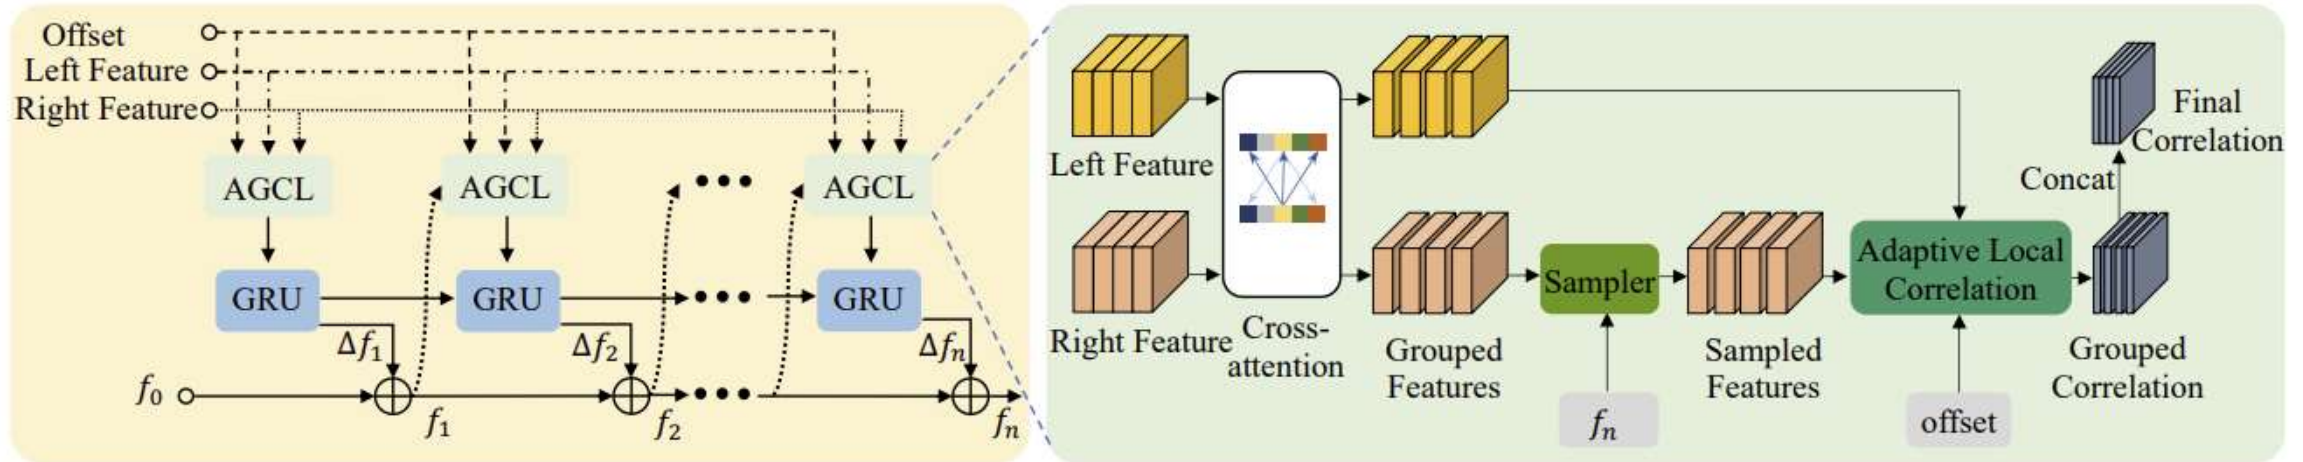 Offset
Left Feature
Right Feature
AGCL
AGCL
AGCL
GRU
GRU
GRU
Δf1
Δf2
Δfn
f0
f1
f2
fn
Left Feature
Right Feature
Cross-
attention
Grouped
Features
Sampler
fn
Sampled
Features
Adaptive Local
Correlation
offset
Grouped
Correlation
Concat
Final
Correlation